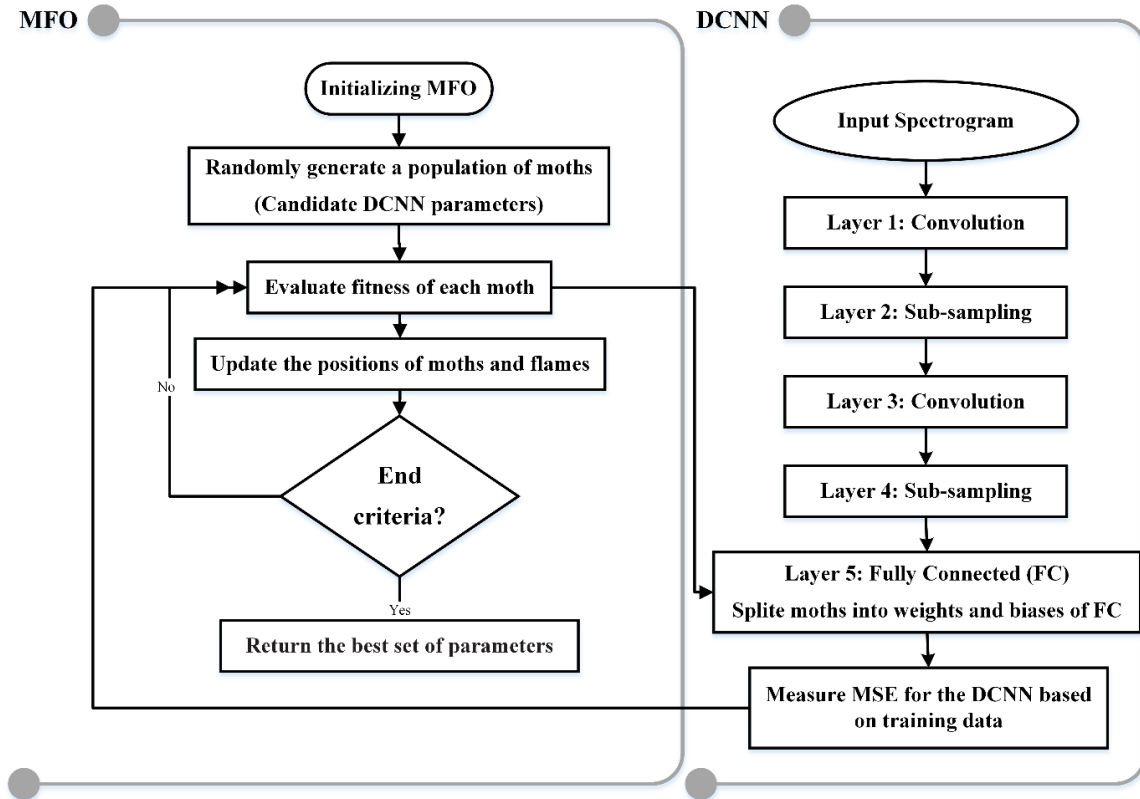 MFO
Initializing MFO
Randomly generate a population of moths
(Candidate DCNN parameters)
Evaluate fitness of each moth
Update the positions of moths and flames
No
End
criteria?
Yes
Return the best set of parameters
DCNN
Input Spectrogram
Layer 1: Convolution
Layer 2: Sub-sampling
Layer 3: Convolution
Layer 4: Sub-sampling
Layer 5: Fully Connected (FC)
Splite moths into weights and biases of FC
Measure MSE for the DCNN based
on training data